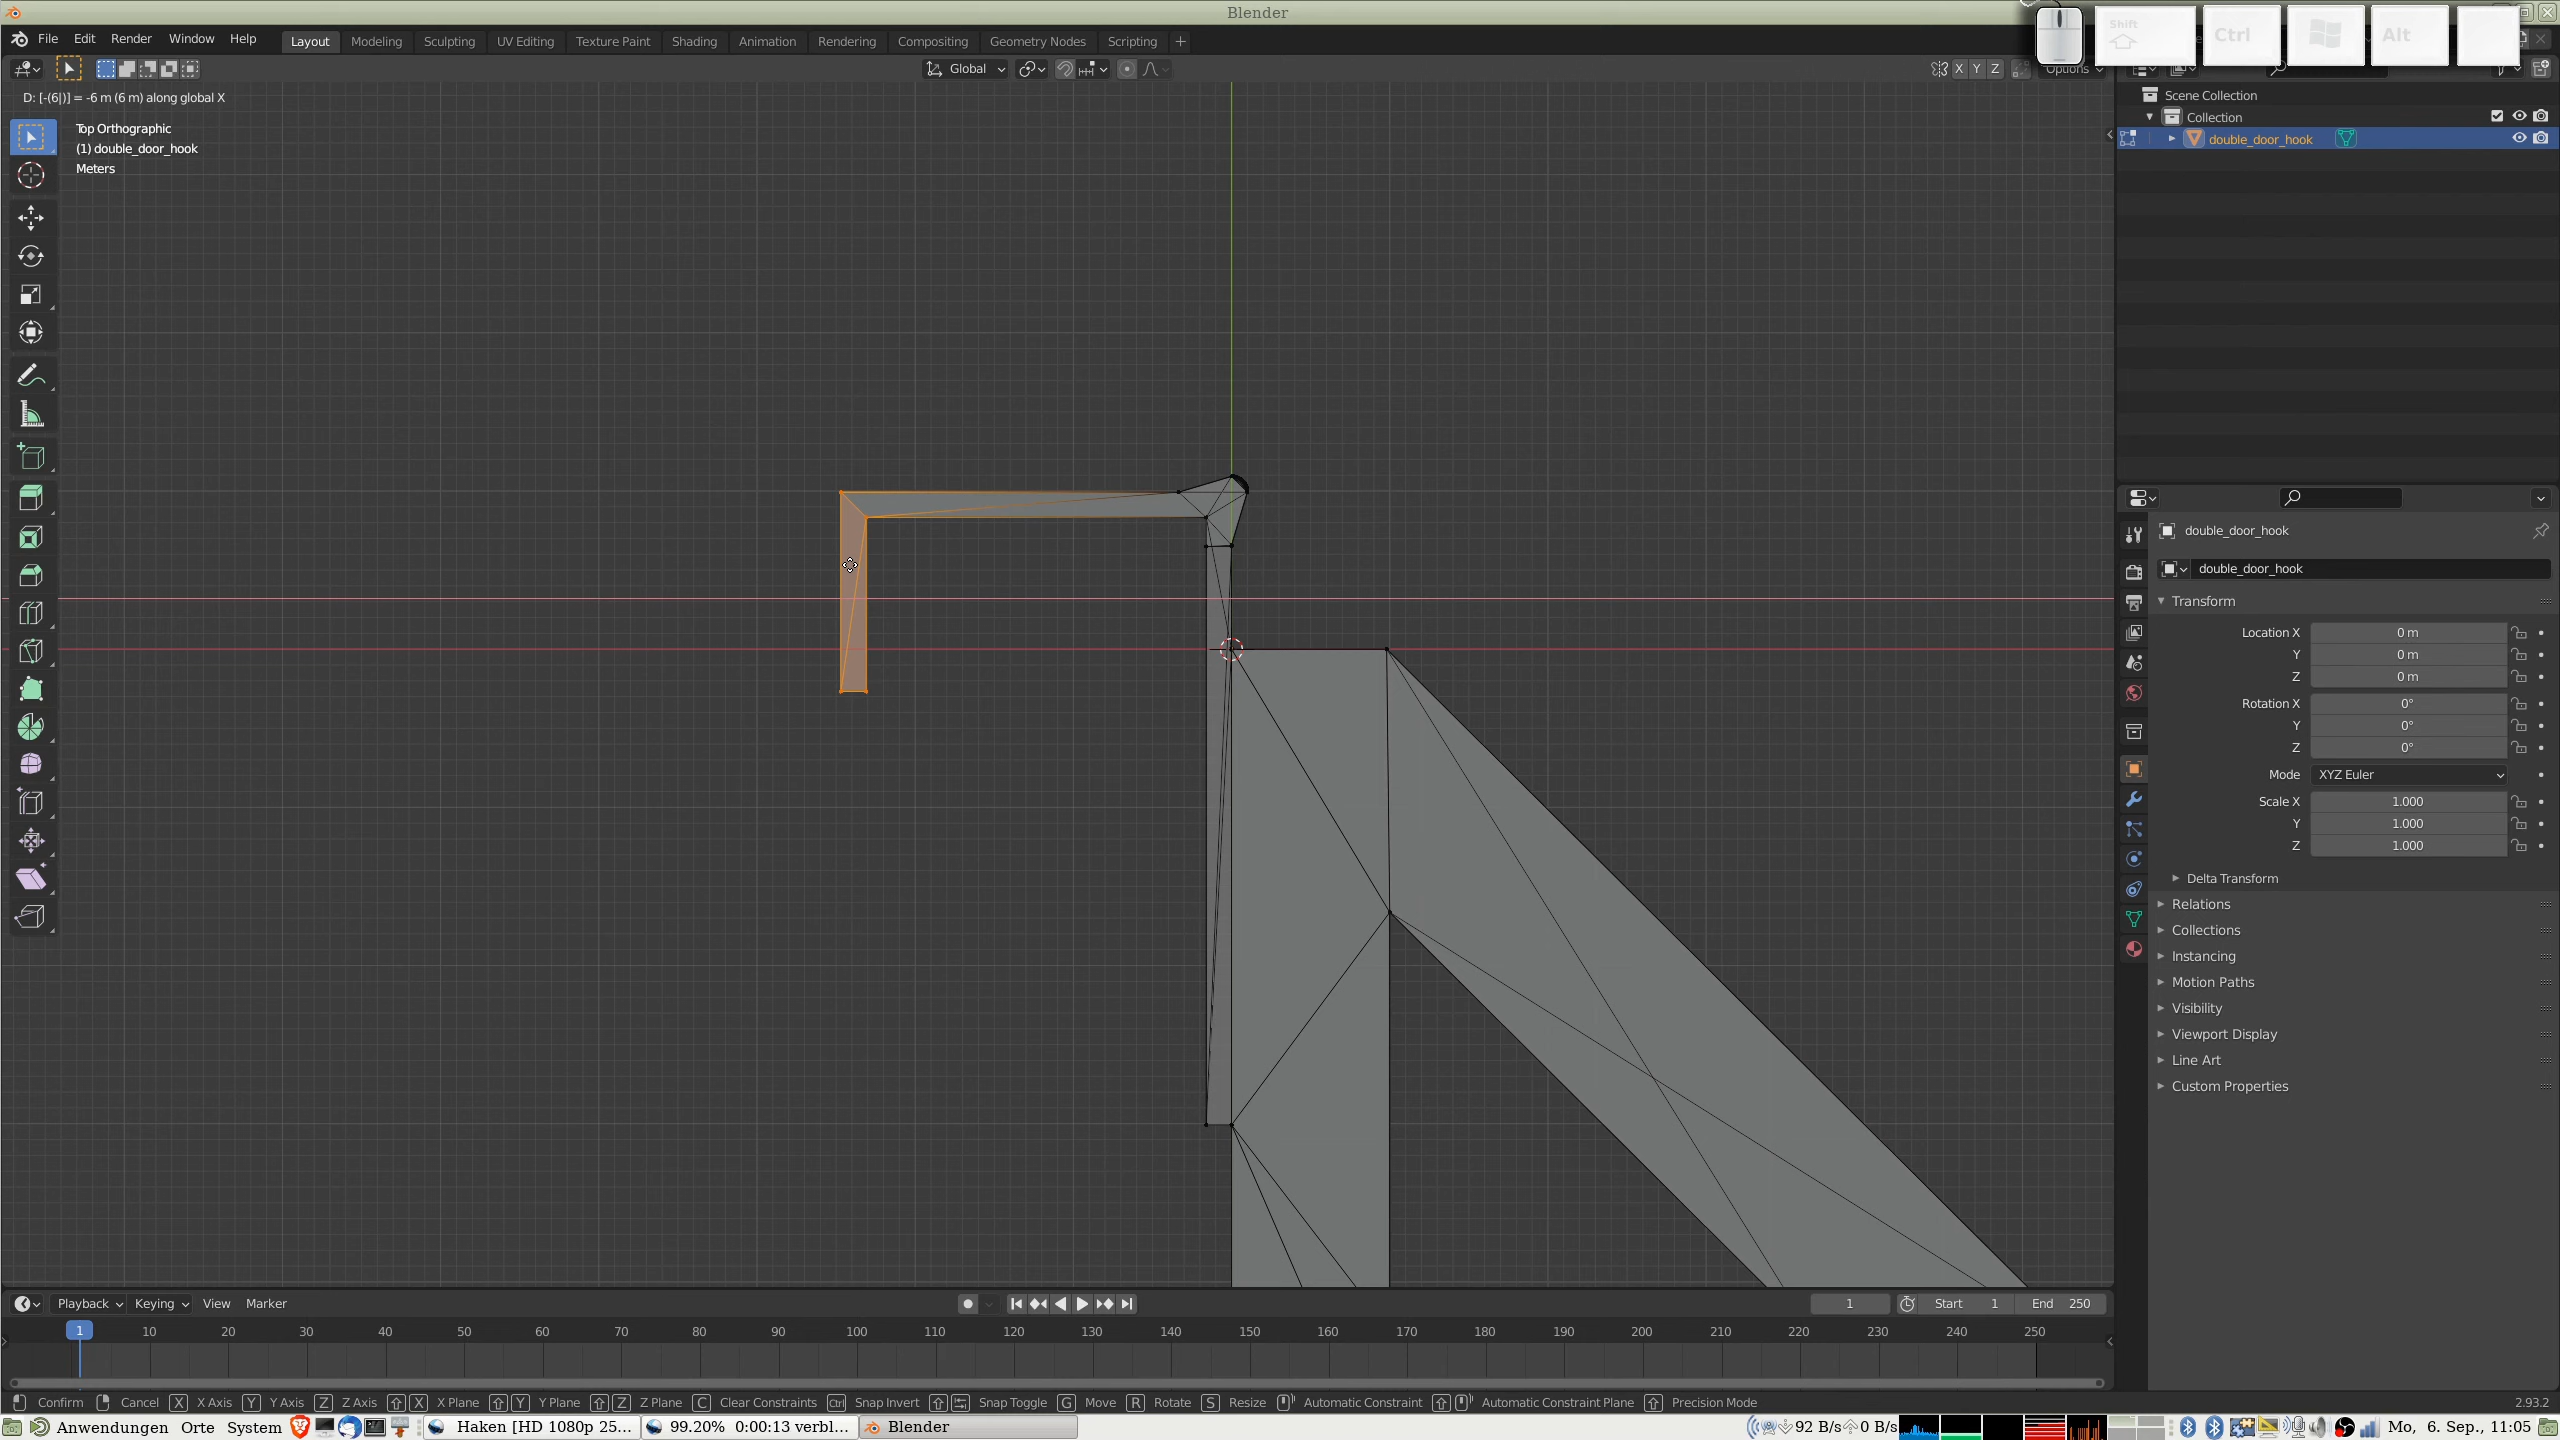 Blender
File Edit Render Window Help Layout Modeling Sculpting UV Editing Texture Paint Shading Animation Rendering Compositing Geometry Nodes Scripting +
Shift Ctrl Alt
Global X Y Z Options
D: [-(6|)] = -6 m (6 m) along global X
Top Orthographic
(1) double_door_hook
Meters
Scene Collection
Collection
double_door_hook
double_door_hook
double_door_hook
Transform
Location X 0 m
Y 0 m
Z 0 m
Rotation X 0°
Y 0°
Z 0°
Mode XYZ Euler
Scale X 1.000
Y 1.000
Z 1.000
Delta Transform
Relations
Collections
Instancing
Motion Paths
Visibility
Viewport Display
Line Art
Custom Properties
Playback Keying View Marker 1 Start 1 End 250
1 10 20 30 40 50 60 70 80 90 100 110 120 130 140 150 160 170 180 190 200 210 220 230 240 250
Confirm Cancel X X Axis Y Y Axis Z Z Axis X X Plane Y Y Plane Z Z Plane C Clear Constraints Ctrl Snap Invert Snap Toggle G Move R Rotate S Resize Automatic Constraint Automatic Constraint Plane Precision Mode 2.93.2
Anwendungen Orte System Haken [HD 1080p 25... 99.20% 0:00:13 verbl... Blender 92 B/s 0 B/s Mo, 6. Sep., 11:05